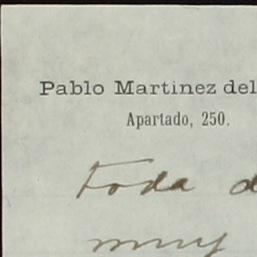 Pablo Martinez del
Apartado, 250.
toda d
muy